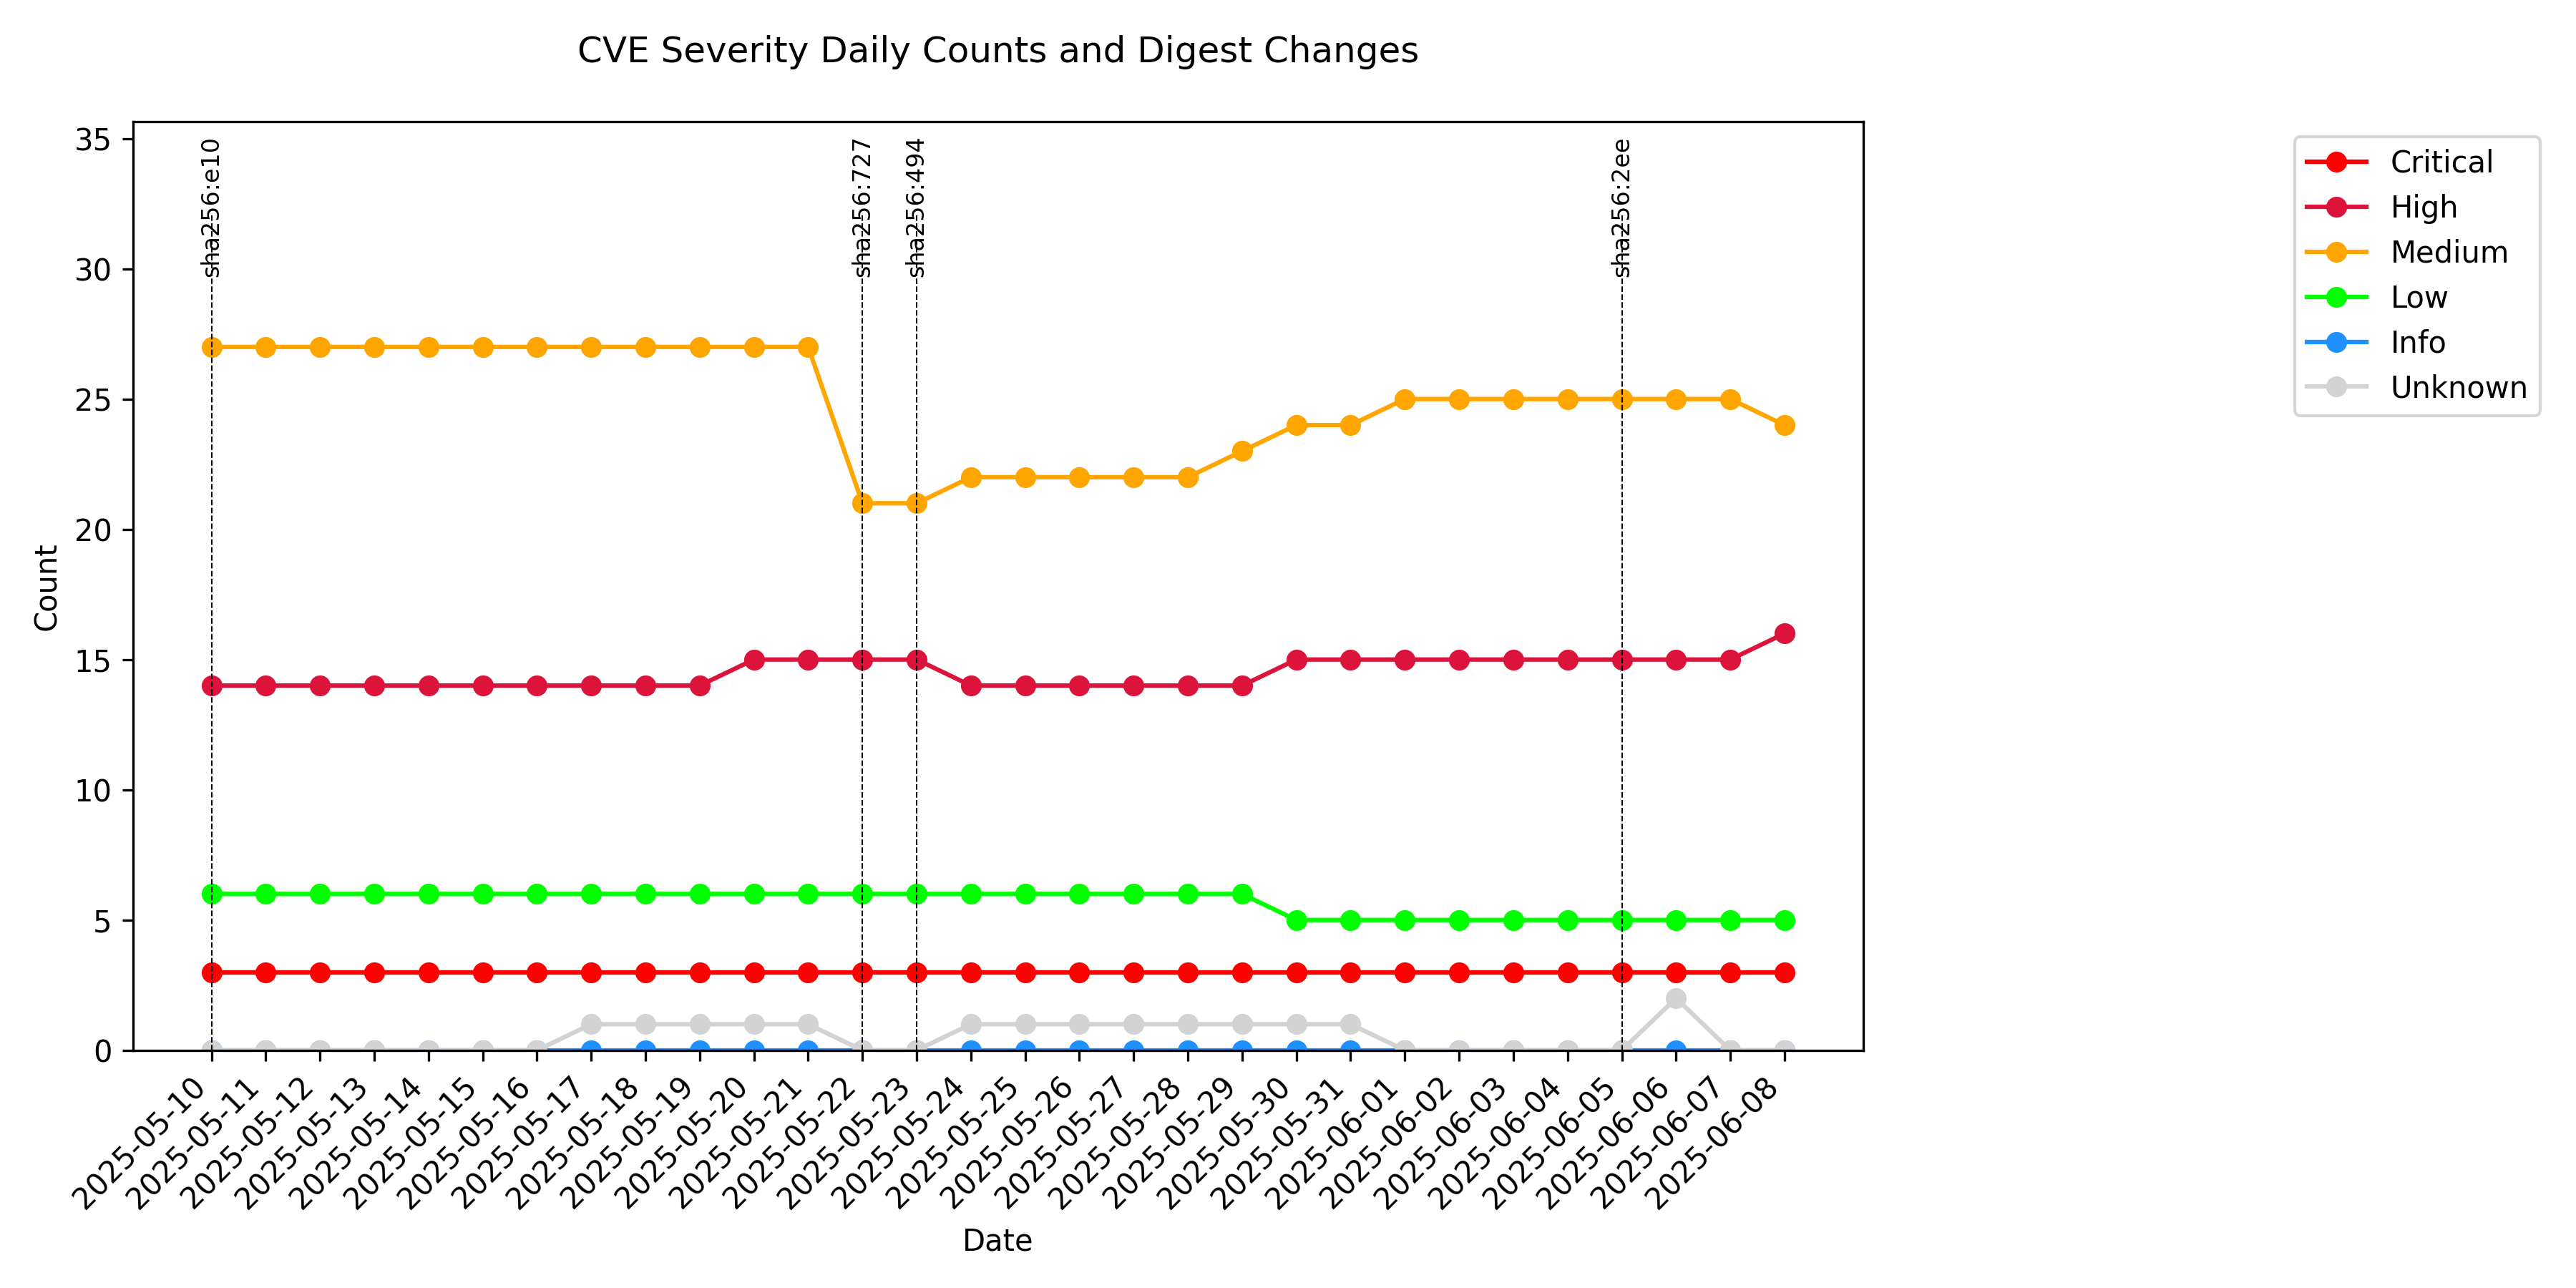 CVE Severity Daily Counts and Digest Changes
35
30
25
20
15
10
5
0
Count
sha256:e10
sha256:727
sha256:494
sha256:2ee
Critical
High
Medium
Low
Info
Unknown
2025-05-10
2025-05-11
2025-05-12
2025-05-13
2025-05-14
2025-05-15
2025-05-16
2025-05-17
2025-05-18
2025-05-19
2025-05-20
2025-05-21
2025-05-22
2025-05-23
2025-05-24
2025-05-25
2025-05-26
2025-05-27
2025-05-28
2025-05-29
2025-05-30
2025-05-31
2025-06-01
2025-06-02
2025-06-03
2025-06-04
2025-06-05
2025-06-06
2025-06-07
2025-06-08
Date